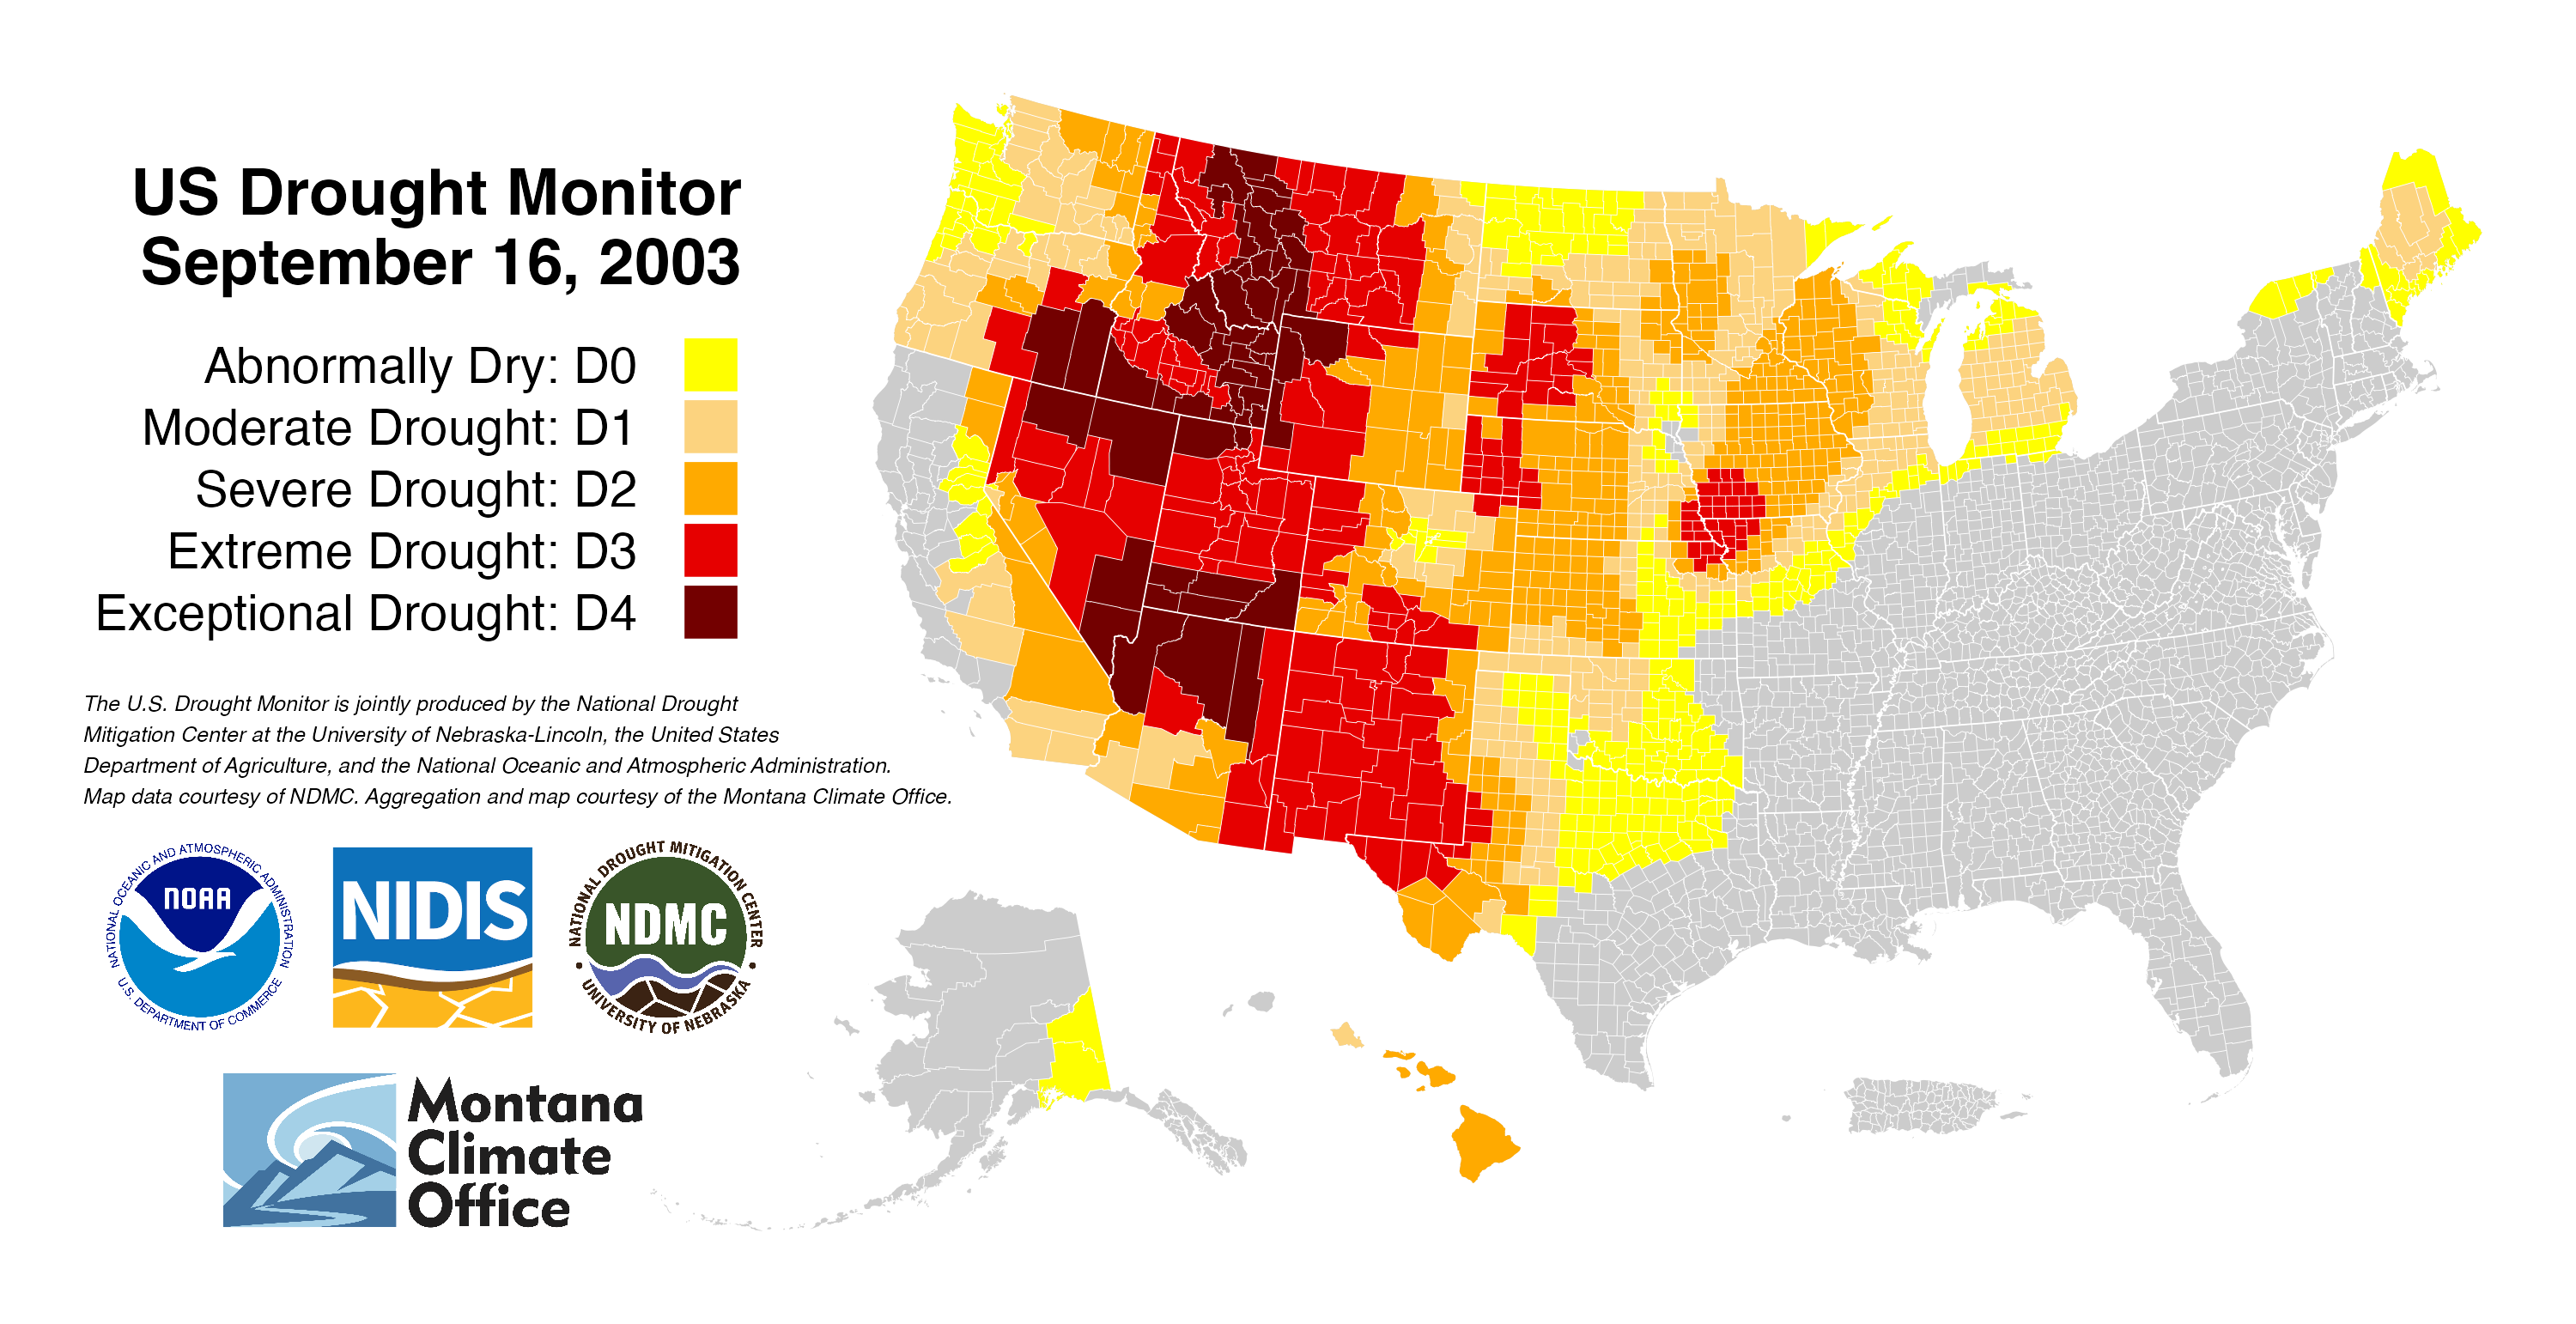 US Drought Monitor
September 16, 2003
Abnormally Dry: D0
Moderate Drought: D1
Severe Drought: D2
Extreme Drought: D3
Exceptional Drought: D4
The U.S. Drought Monitor is jointly produced by the National Drought
Mitigation Center at the University of Nebraska-Lincoln, the United States
Department of Agriculture, and the National Oceanic and Atmospheric Administration.
Map data courtesy of NDMC. Aggregation and map courtesy of the Montana Climate Office.
NATIONAL OCEANIC AND ATMOSPHERIC ADMINISTRATION
NOAA
U.S. DEPARTMENT OF COMMERCE
NIDIS
NATIONAL DROUGHT MITIGATION CENTER
NDMC
UNIVERSITY OF NEBRASKA
Montana
Climate
Office